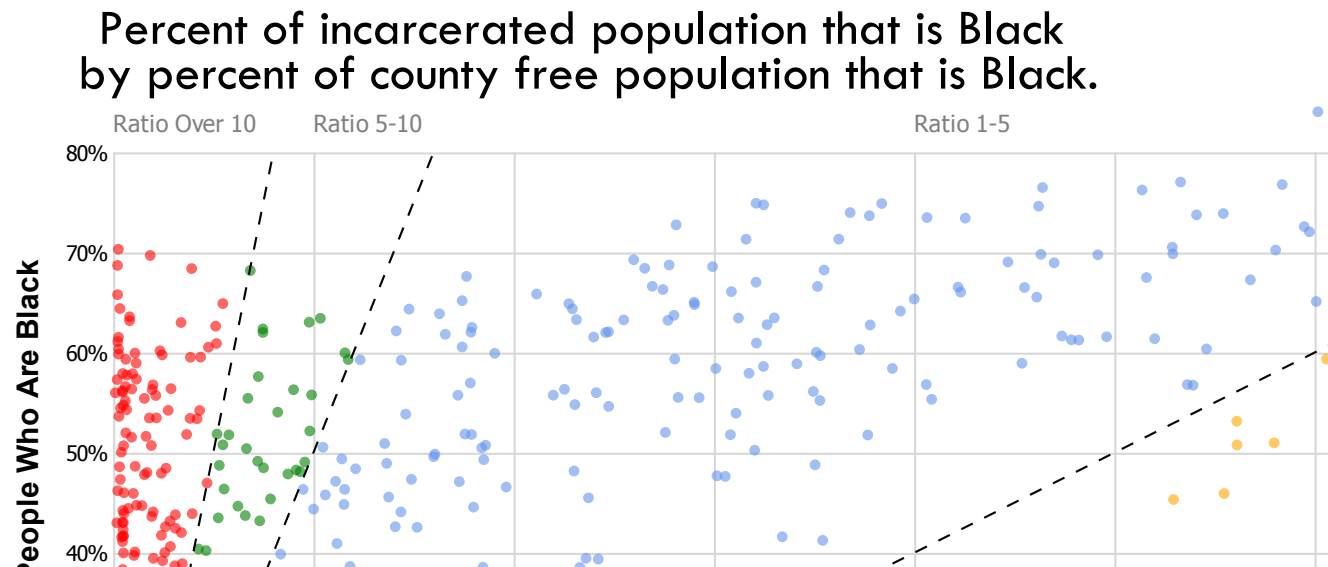 Percent of incarcerated population that is Black
by percent of county free population that is Black.
Ratio Over 10
Ratio 5-10
Ratio 1-5
80%
70%
60%
50%
40%
People Who Are Black